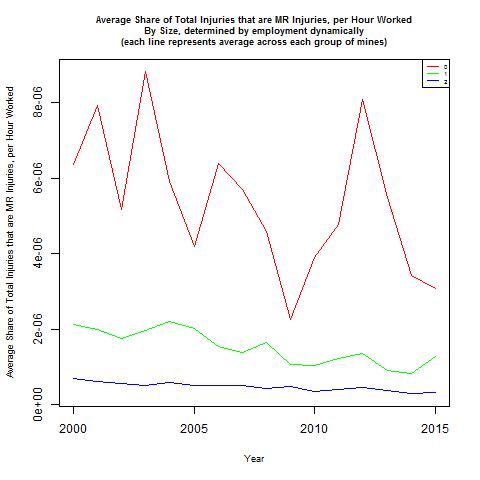 Average Share of Total Injuries that are MR Injuries, per Hour Worked
By Size, determined by employment dynamically
(each line represents average across each group of mines)
0
1
2
Average Share of Total Injuries that are MR Injuries, per Hour Worked
8e-06
6e-06
4e-06
2e-06
0e+00
2000 2005 2010 2015
Year